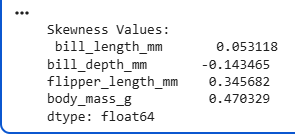 ...
Skewness Values:
bill_length_mm 0.053118
bill_depth_mm -0.143465
flipper_length_mm 0.345682
body_mass_g 0.470329
dtype: float64